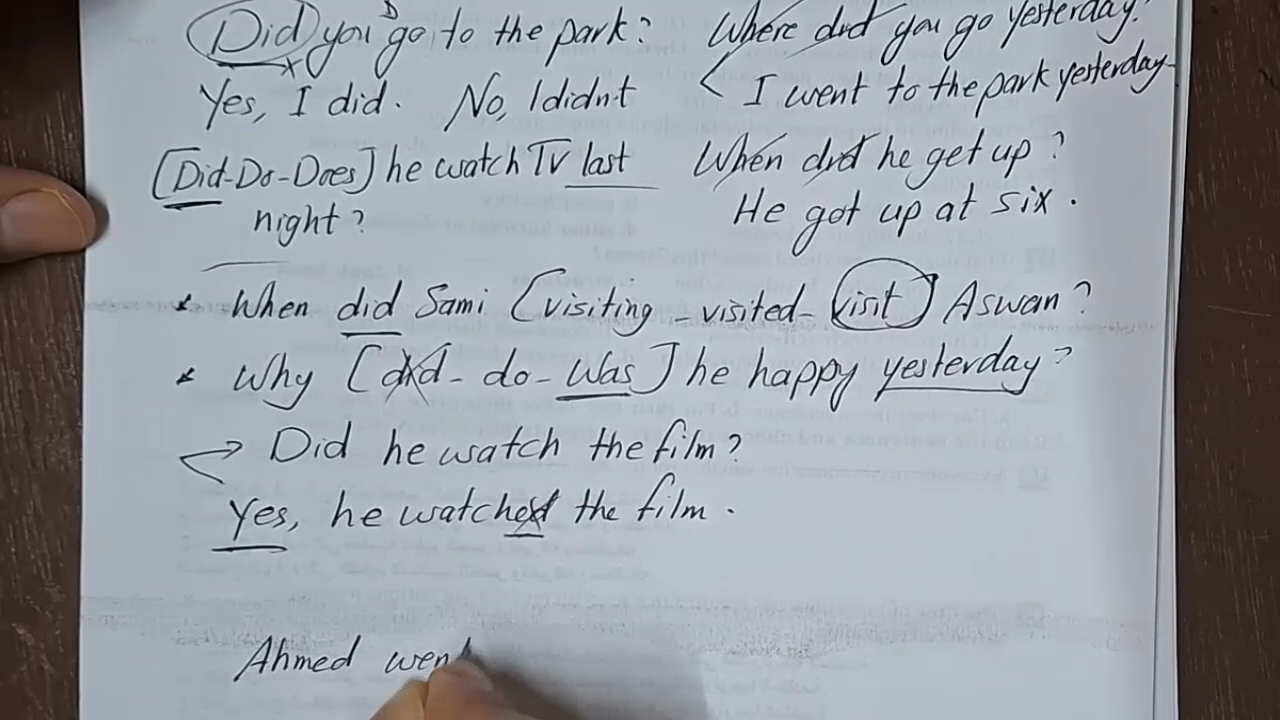 Did you go to the park?
Yes, I did. No, I didn't
[Did-Do-Does] he watch TV last
night?
Where did you go yesterday?
I went to the park yesterday
When did he get up?
He got up at six.
* When did Sami [visiting - visited - visit] Aswan?
* Why [did - do - was] he happy yesterday?
Did he watch the film?
Yes, he watched the film.
Ahmed went